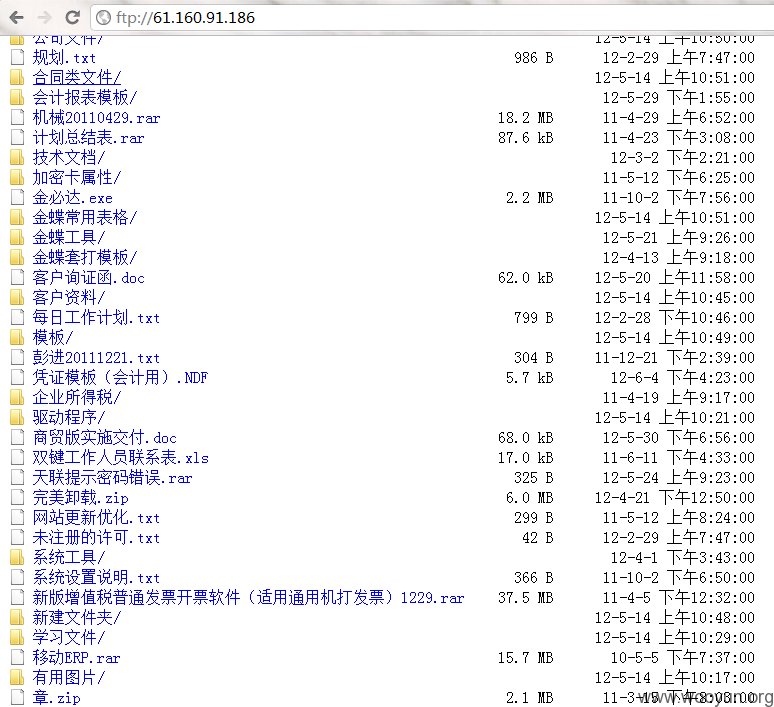 ftp://61.160.91.186
公司文件/ 12-5-14 上午10:50:00
规划.txt 986 B 12-2-29 上午7:47:00
合同类文件/ 12-5-14 上午10:51:00
会计报表模板/ 12-5-29 下午1:55:00
机械20110429.rar 18.2 MB 11-4-29 上午6:52:00
计划总结表.rar 87.6 kB 11-4-23 下午3:08:00
技术文档/ 12-3-2 下午2:21:00
加密卡属性/ 11-5-12 下午6:25:00
金必达.exe 2.2 MB 11-10-2 下午7:56:00
金蝶常用表格/ 12-5-14 上午10:51:00
金蝶工具/ 12-5-21 上午9:26:00
金蝶套打模板/ 12-4-13 上午9:18:00
客户询证函.doc 62.0 kB 12-5-20 上午11:58:00
客户资料/ 12-5-14 上午10:45:00
每日工作计划.txt 799 B 12-2-28 上午10:46:00
模板/ 12-5-14 上午10:49:00
彭进20111221.txt 304 B 11-12-21 下午2:39:00
凭证模板（会计用）.NDF 5.7 kB 12-6-4 下午4:23:00
企业所得税/ 11-4-19 上午9:17:00
驱动程序/ 12-5-14 上午10:21:00
商贸版实施交付.doc 68.0 kB 12-5-30 下午6:56:00
双键工作人员联系表.xls 17.0 kB 11-6-11 下午4:33:00
天联提示密码错误.rar 325 B 12-5-24 上午9:23:00
完美卸载.zip 6.0 MB 12-4-21 下午12:50:00
网站更新优化.txt 299 B 11-5-12 上午8:24:00
未注册的许可.txt 42 B 12-2-29 上午7:47:00
系统工具/ 12-4-1 下午3:43:00
系统设置说明.txt 366 B 11-10-2 下午6:50:00
新版增值税普通发票开票软件（适用通用机打发票）1229.rar 37.5 MB 11-4-5 下午12:32:00
新建文件夹/ 12-5-14 上午10:48:00
学习文件/ 12-5-14 上午10:29:00
移动ERP.rar 15.7 MB 10-5-5 下午7:37:00
有用图片/ 12-5-14 上午10:17:00
章.zip 2.1 MB 11-3-15 下午8:03:00
www.wooyun.org